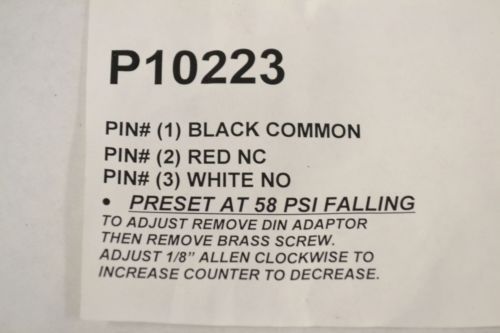 P10223
PIN# (1) BLACK COMMON
PIN# (2) RED NC
PIN# (3) WHITE NO
• PRESET AT 58 PSI FALLING
TO ADJUST REMOVE DIN ADAPTOR
THEN REMOVE BRASS SCREW.
ADJUST 1/8” ALLEN CLOCKWISE TO
INCREASE COUNTER TO DECREASE.